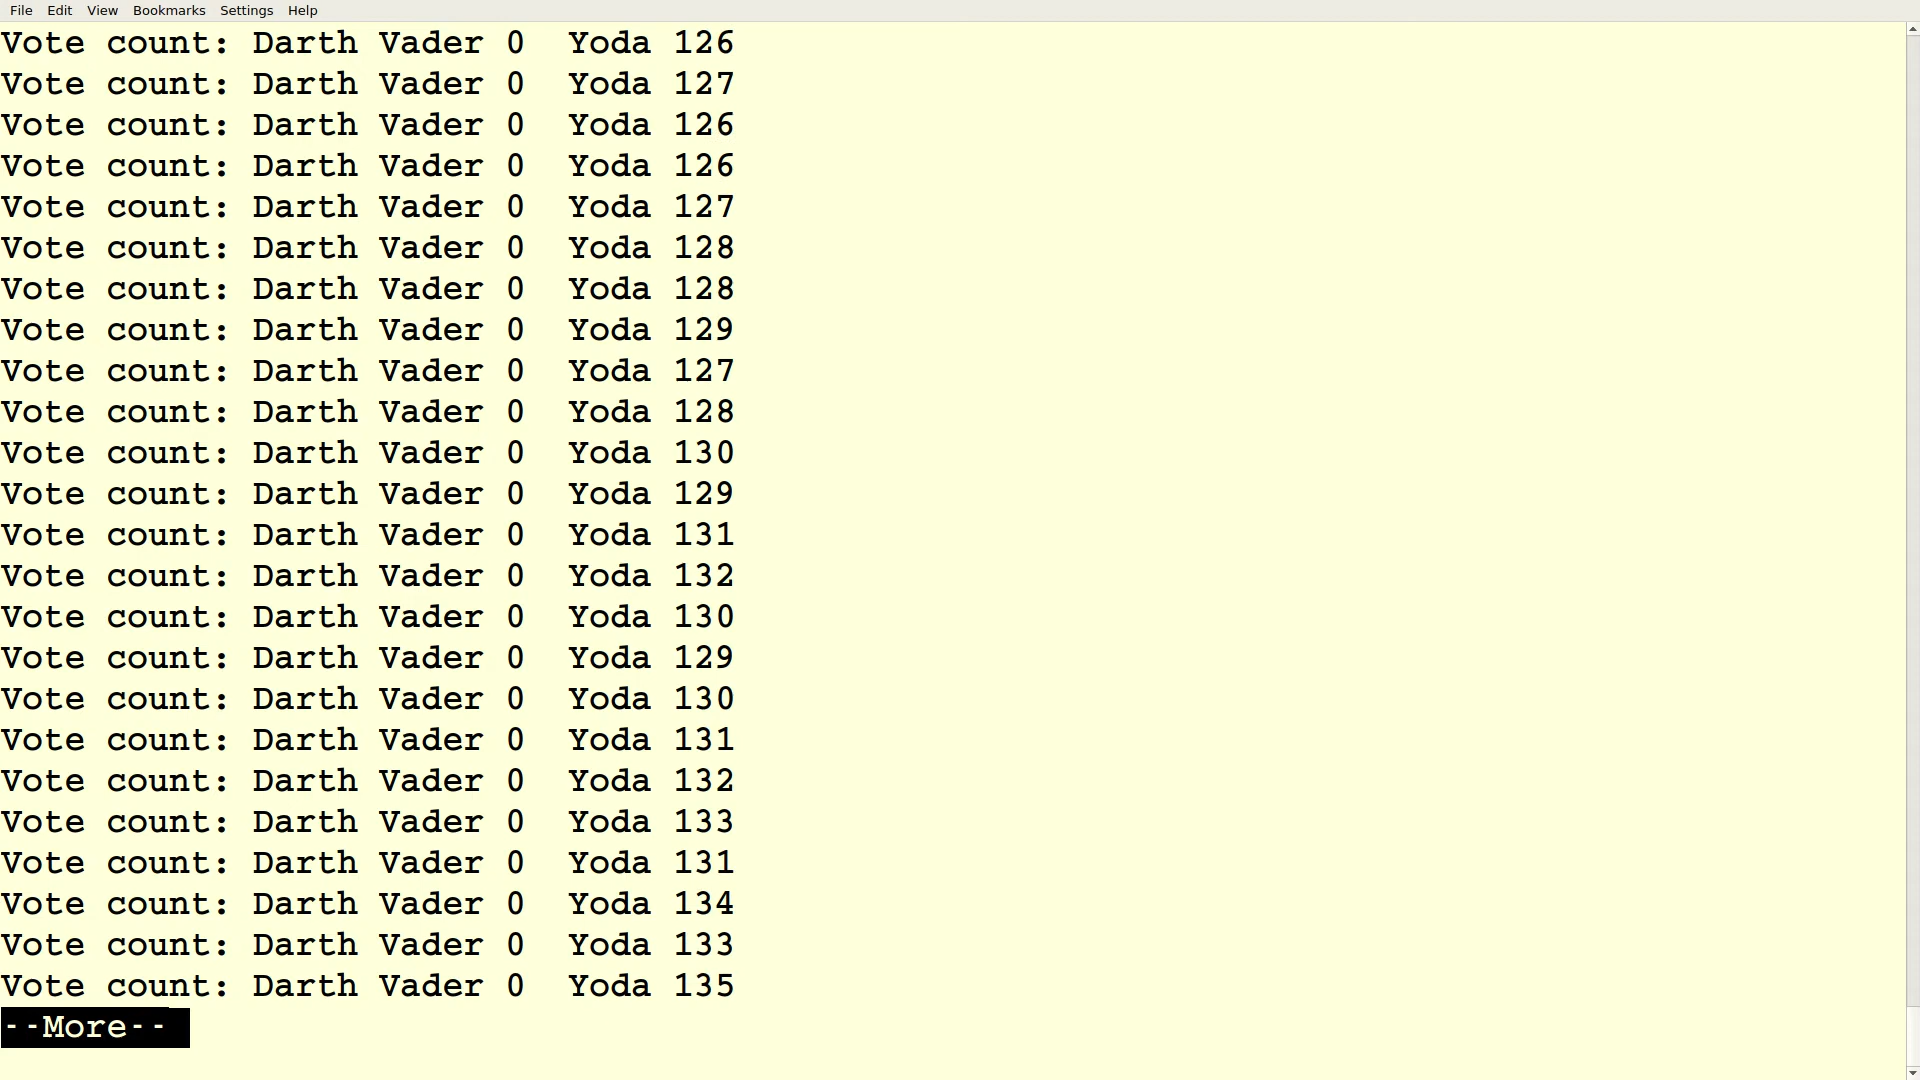 File Edit View Bookmarks Settings Help
Vote count: Darth Vader 0  Yoda 126
Vote count: Darth Vader 0  Yoda 127
Vote count: Darth Vader 0  Yoda 126
Vote count: Darth Vader 0  Yoda 126
Vote count: Darth Vader 0  Yoda 127
Vote count: Darth Vader 0  Yoda 128
Vote count: Darth Vader 0  Yoda 128
Vote count: Darth Vader 0  Yoda 129
Vote count: Darth Vader 0  Yoda 127
Vote count: Darth Vader 0  Yoda 128
Vote count: Darth Vader 0  Yoda 130
Vote count: Darth Vader 0  Yoda 129
Vote count: Darth Vader 0  Yoda 131
Vote count: Darth Vader 0  Yoda 132
Vote count: Darth Vader 0  Yoda 130
Vote count: Darth Vader 0  Yoda 129
Vote count: Darth Vader 0  Yoda 130
Vote count: Darth Vader 0  Yoda 131
Vote count: Darth Vader 0  Yoda 132
Vote count: Darth Vader 0  Yoda 133
Vote count: Darth Vader 0  Yoda 131
Vote count: Darth Vader 0  Yoda 134
Vote count: Darth Vader 0  Yoda 133
Vote count: Darth Vader 0  Yoda 135
--More--